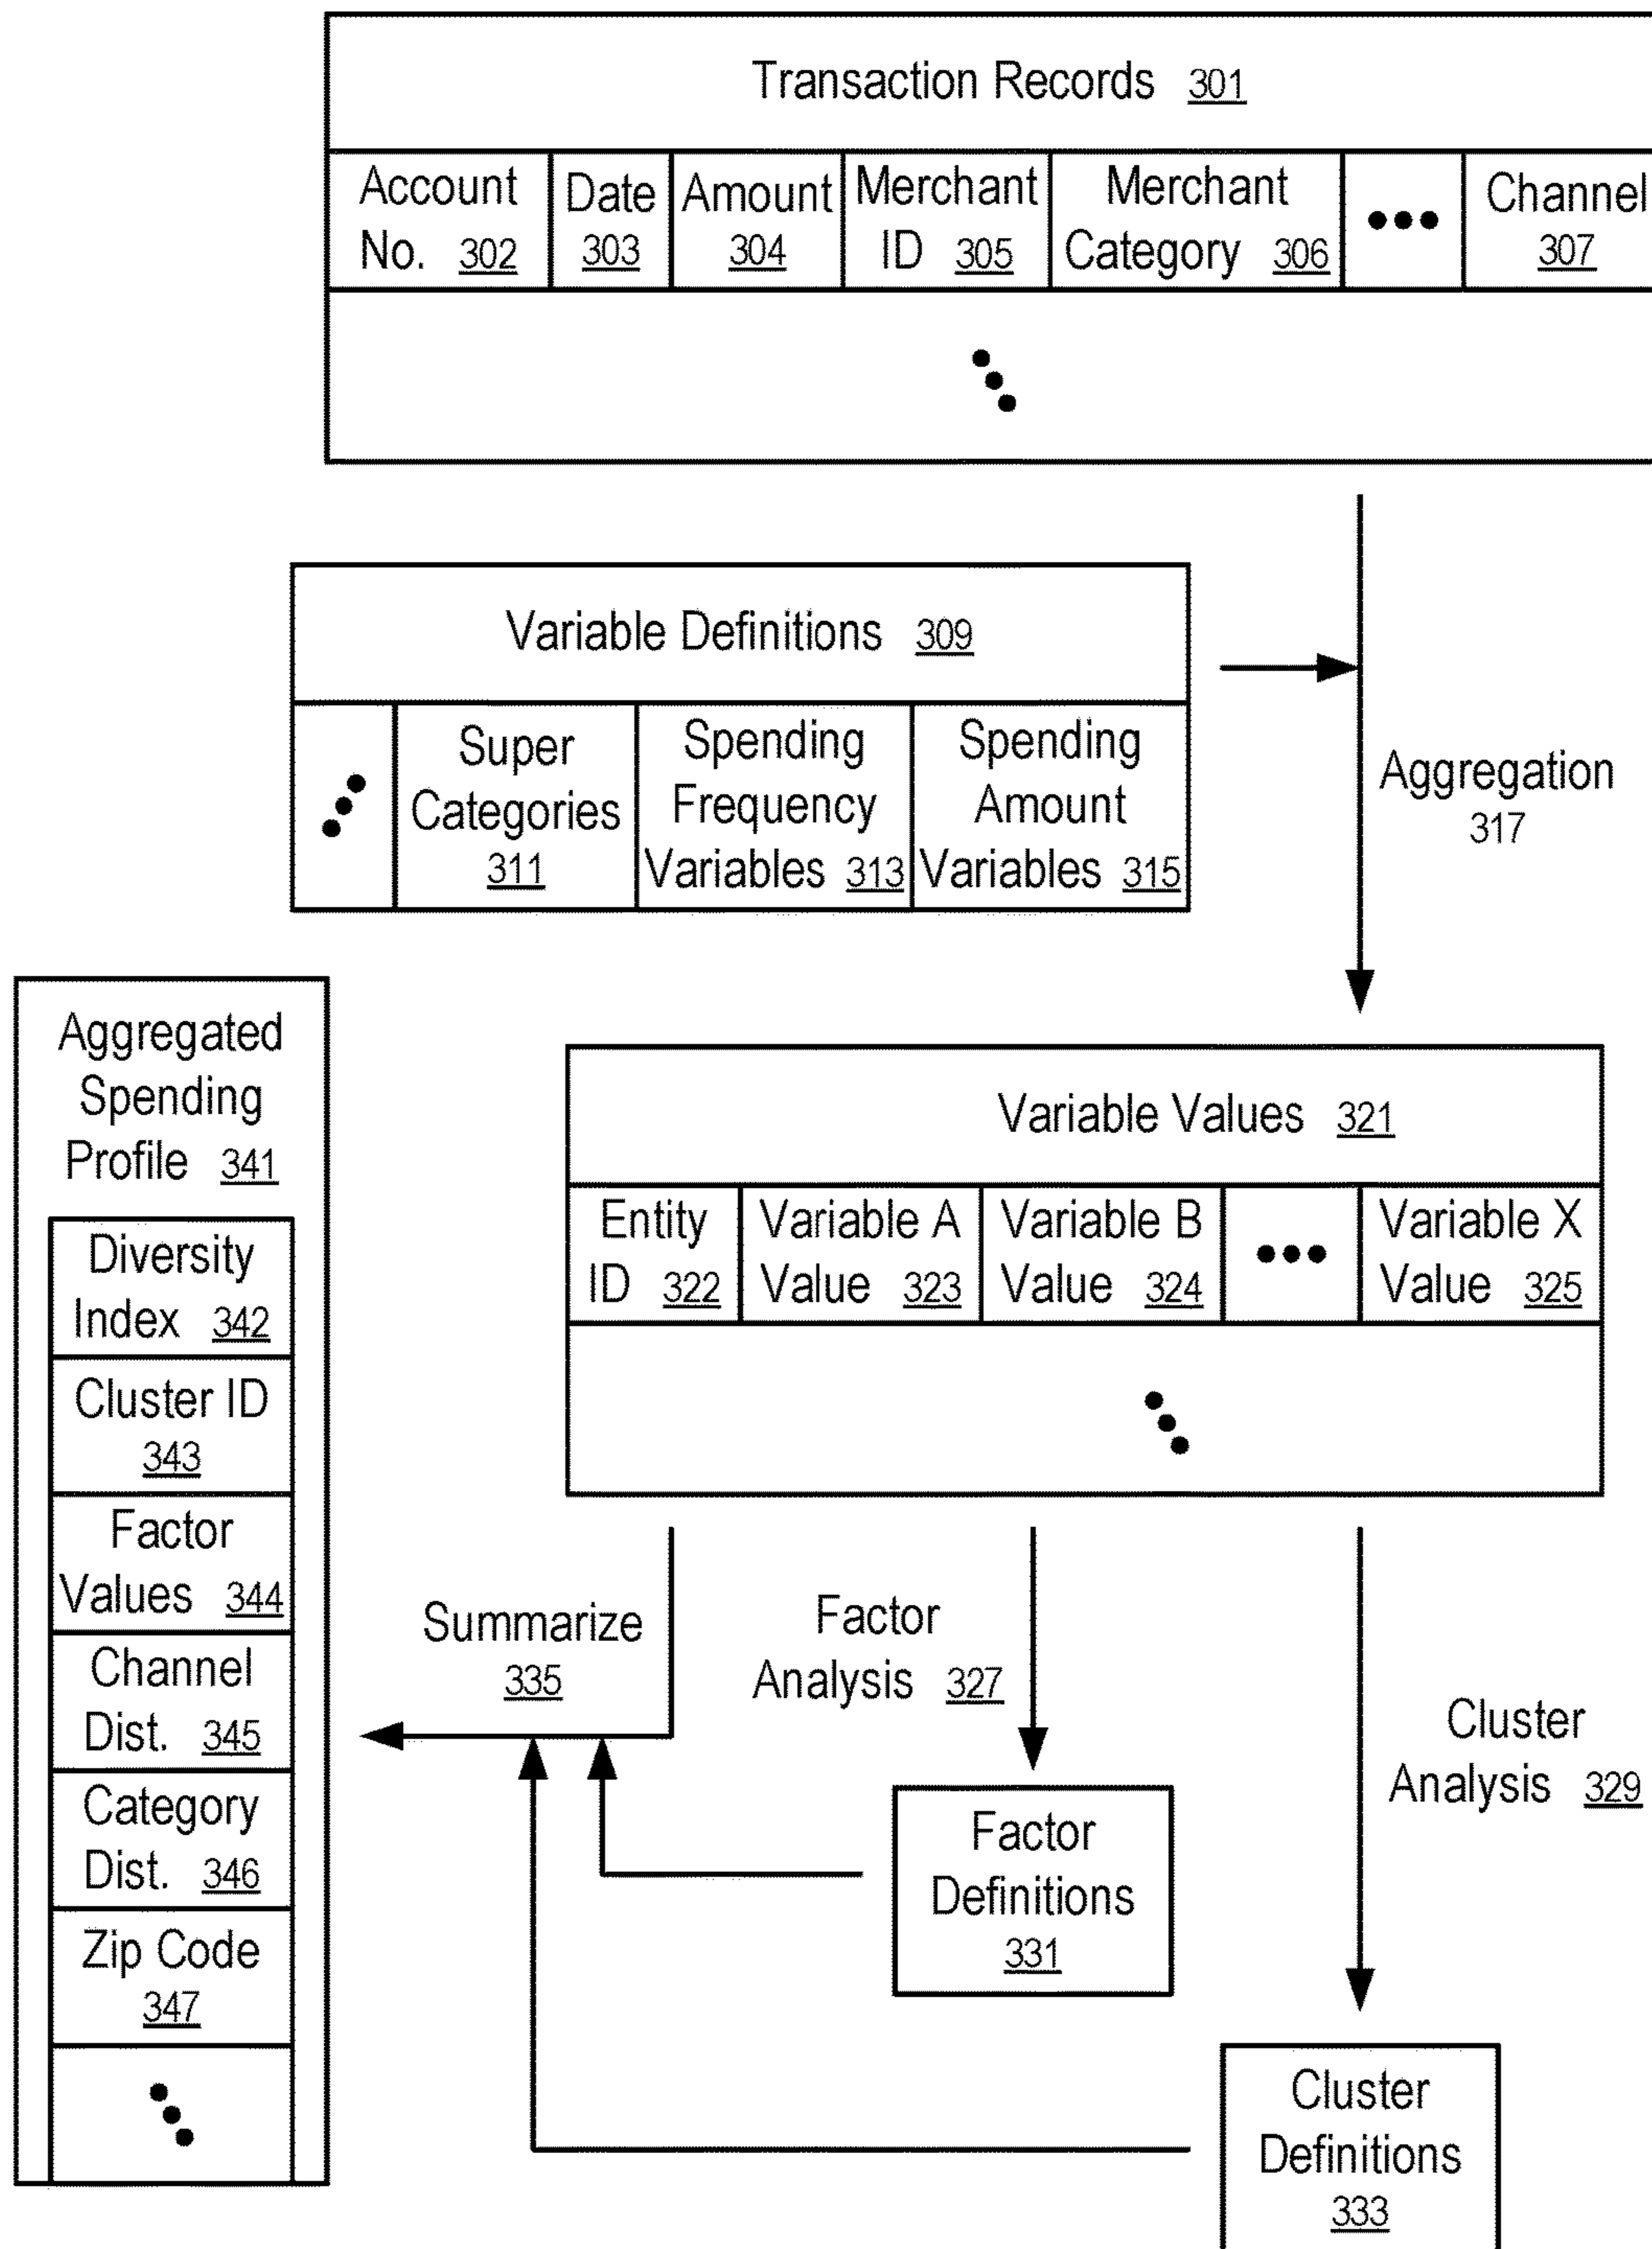 Transaction Records 301
Account No. 302
Date 303
Amount 304
Merchant ID 305
Merchant Category 306
Channel 307
Variable Definitions 309
Super Categories 311
Spending Frequency Variables 313
Spending Amount Variables 315
Aggregation 317
Aggregated Spending Profile 341
Diversity Index 342
Cluster ID 343
Factor Values 344
Channel Dist. 345
Category Dist. 346
Zip Code 347
Variable Values 321
Entity ID 322
Variable A Value 323
Variable B Value 324
Variable X Value 325
Summarize 335
Factor Analysis 327
Cluster Analysis 329
Factor Definitions 331
Cluster Definitions 333